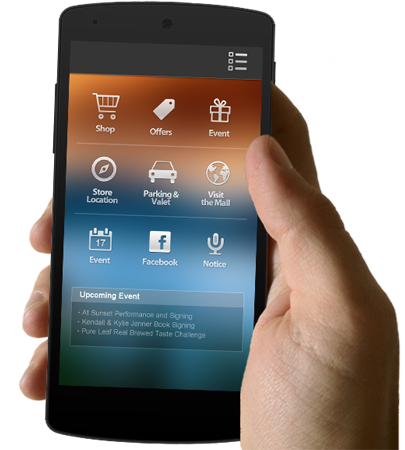 Shop
Offers
Event
Store
Location
Parking &
Valet
Visit
the Mall
17
Event
f
Facebook
Notice
Upcoming Event
- At Sunset Performance and Signing
- Kendall & Kylie Jenner Book Signing
- Pure Leaf Real Brewed Taste Challenge